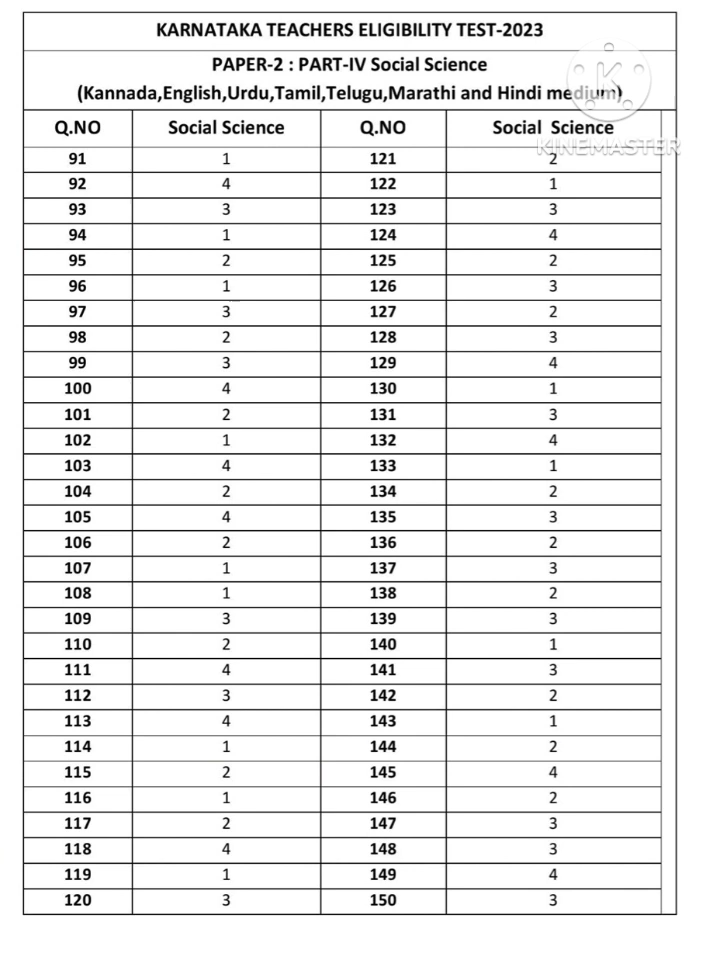 KARNATAKA TEACHERS ELIGIBILITY TEST-2023
PAPER-2 : PART-IV Social Science
(Kannada,English,Urdu,Tamil,Telugu,Marathi and Hindi medium)
Q.NO Social Science Q.NO Social Science
KINEMASTER
91 1 121 2
92 4 122 1
93 3 123 3
94 1 124 4
95 2 125 2
96 1 126 3
97 3 127 2
98 2 128 3
99 3 129 4
100 4 130 1
101 2 131 3
102 1 132 4
103 4 133 1
104 2 134 2
105 4 135 3
106 2 136 2
107 1 137 3
108 1 138 2
109 3 139 3
110 2 140 1
111 4 141 3
112 3 142 2
113 4 143 1
114 1 144 2
115 2 145 4
116 1 146 2
117 2 147 3
118 4 148 3
119 1 149 4
120 3 150 3